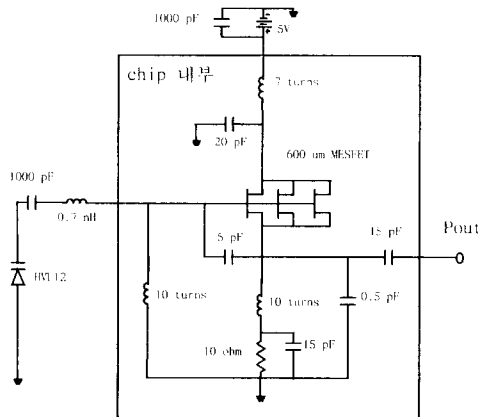 1000 pF
5V
chip 내부
7 turns
20 pF
600 um MESFET
1000 pF
0.7 nH
Pout
5 pF
15 pF
HVL12
10 turns
10 turns
0.5 pF
10 ohm
15 pF